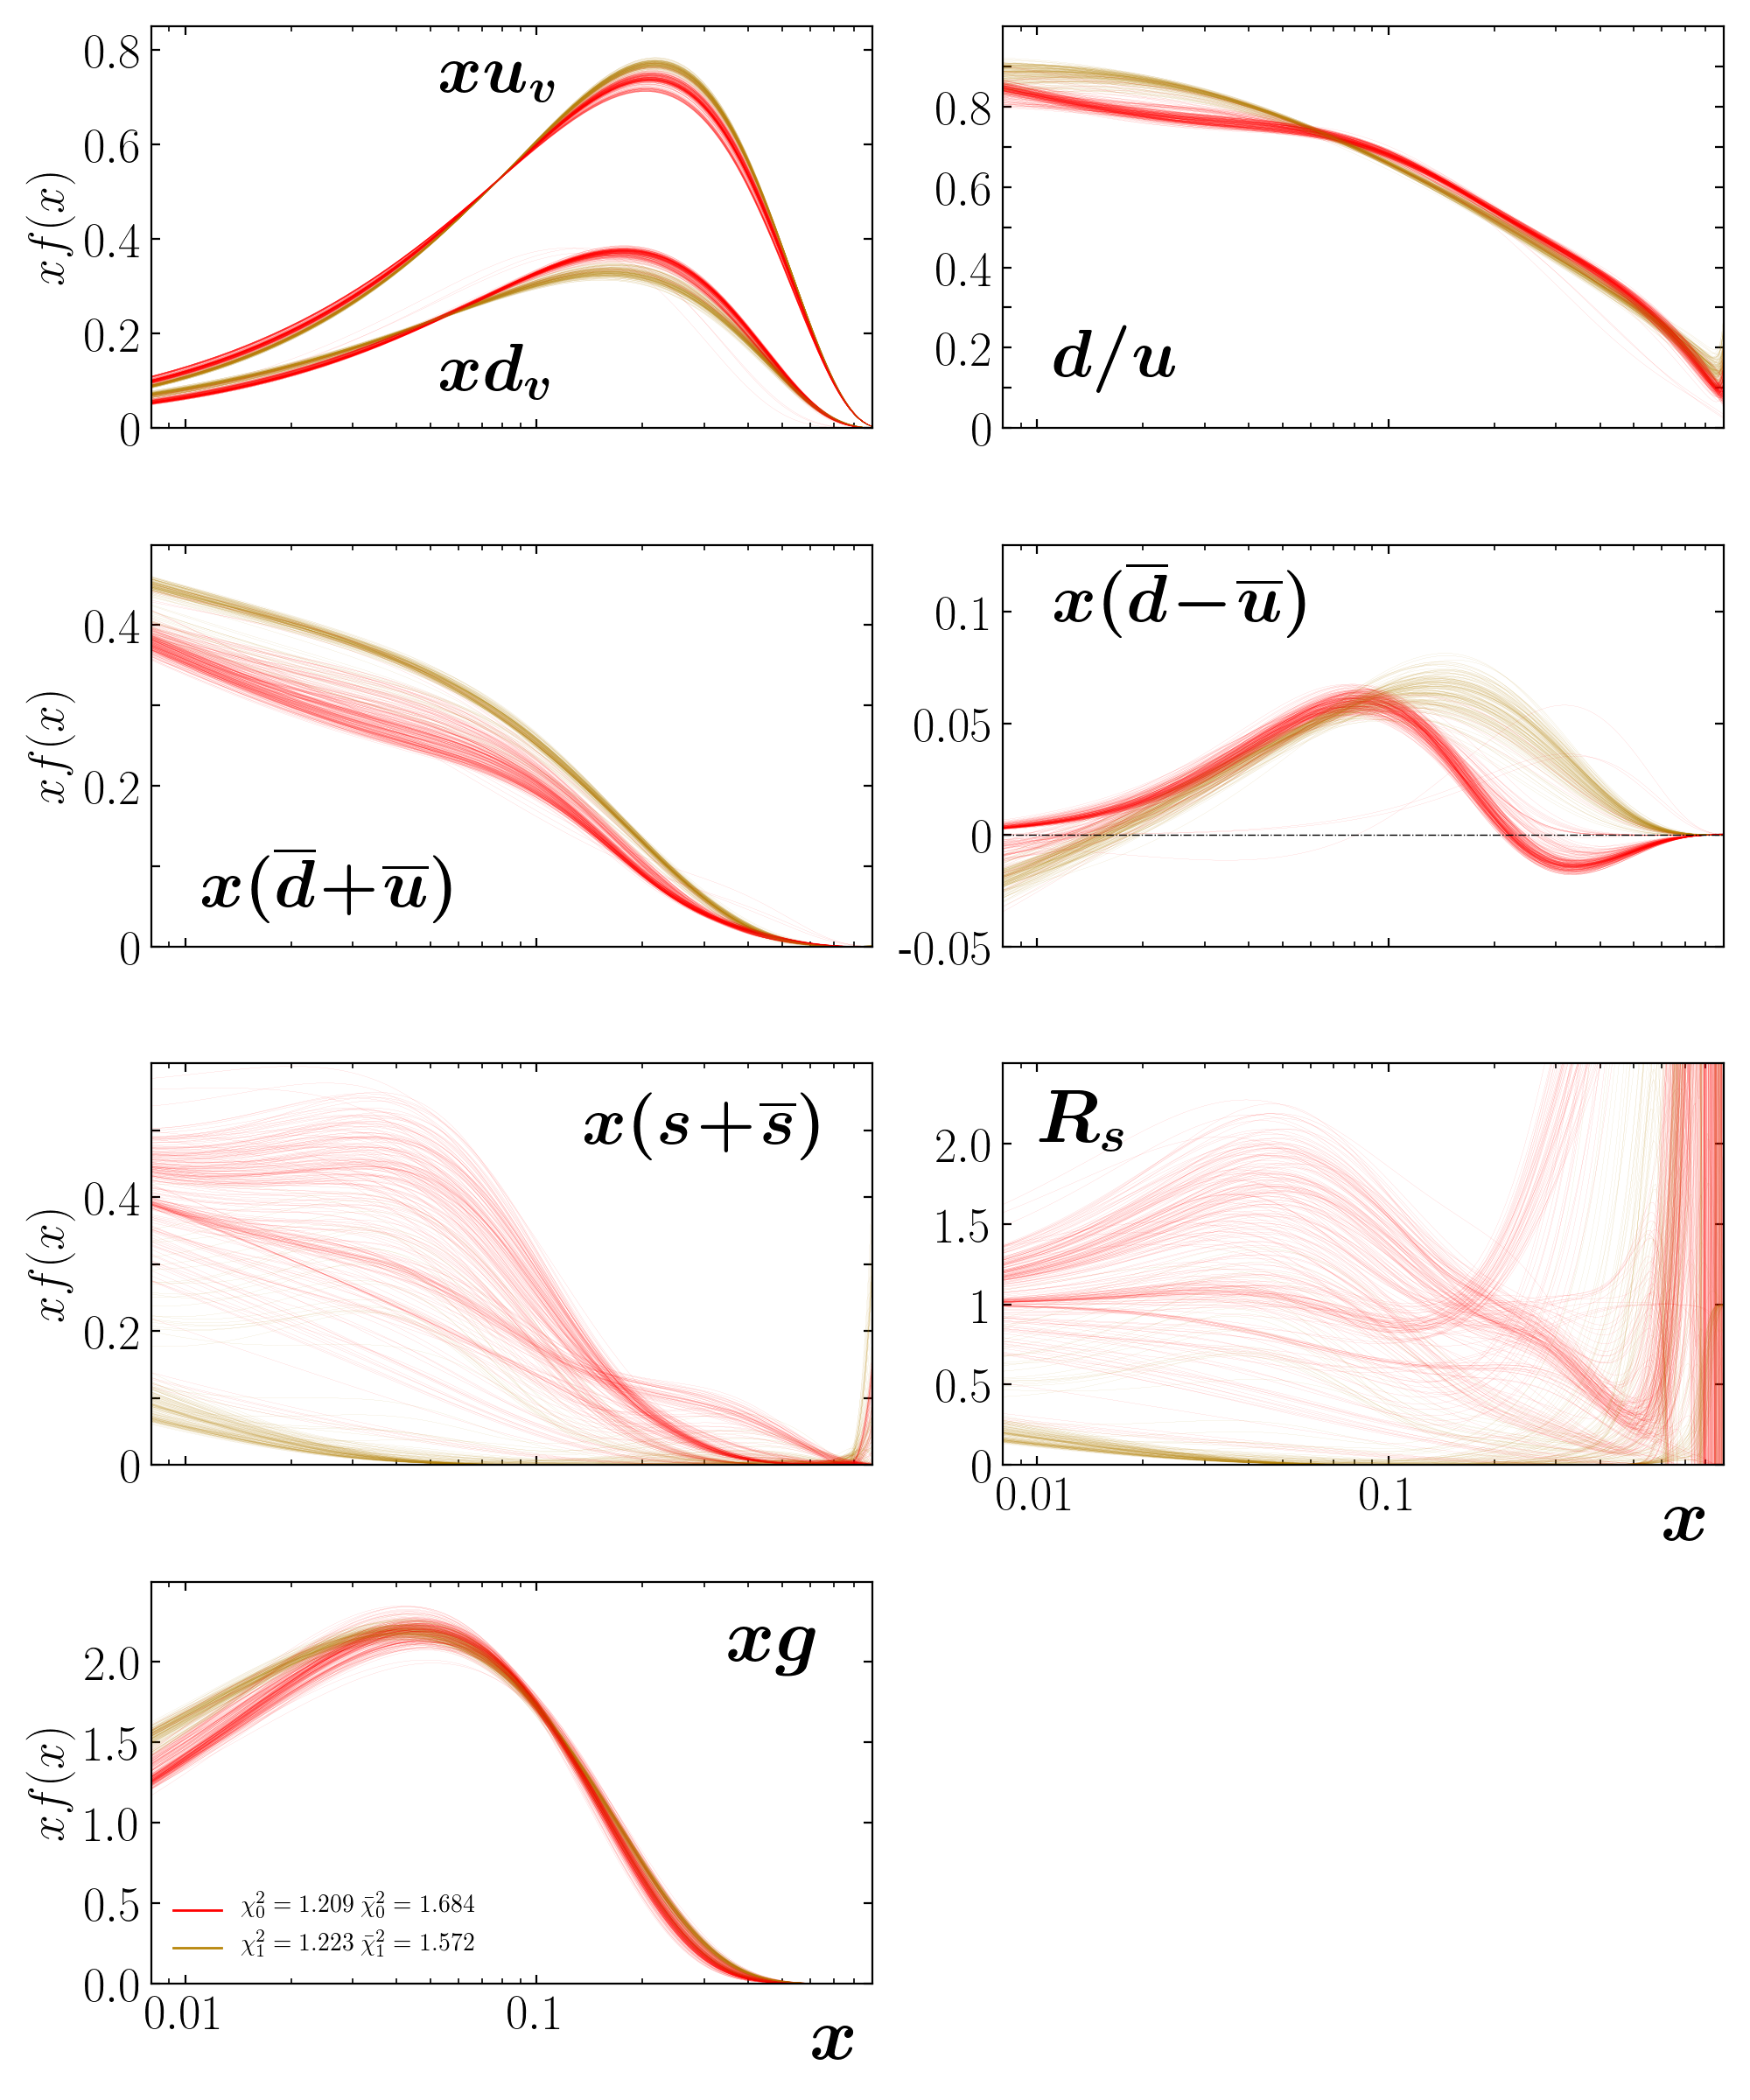 0.8
0.6
0.4
0.2
0
xf(x)
xu_v
xd_v
0.8
0.6
0.4
0.2
0
d/u
0.4
0.2
0
xf(x)
x(d̅+u̅)
0.1
0.05
0
-0.05
x(d̅−u̅)
0.4
0.2
0
xf(x)
x(s+s̅)
2.0
1.5
1
0.5
0
R_s
0.01 0.1
x
2.0
1.5
1.0
0.5
0.0
xf(x)
xg
χ²₀ = 1.209 χ̄²₀ = 1.684
χ²₁ = 1.223 χ̄²₁ = 1.572
0.01 0.1
x